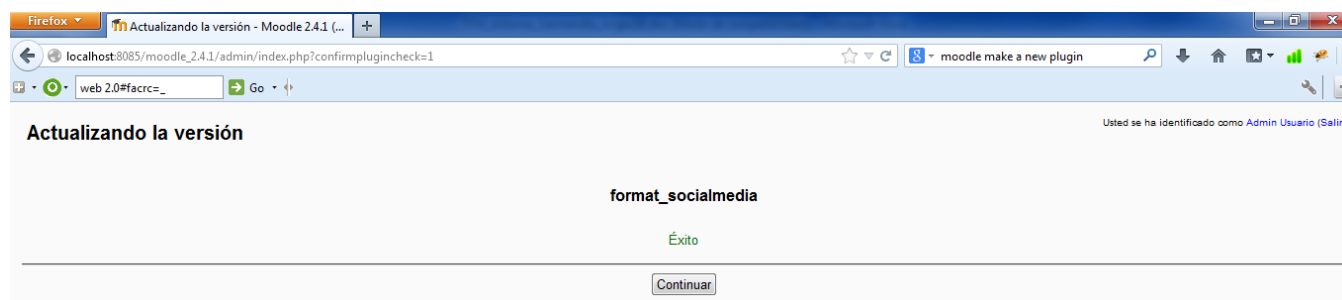 Firefox
Actualizando la versión - Moodle 2.4.1 (...
localhost:8085/moodle_2.4.1/admin/index.php?confirmplugincheck=1
moodle make a new plugin
web 2.0#facrc=_
Go
Usted se ha identificado como Admin Usuario (Salir
Actualizando la versión
format_socialmedia
Éxito
Continuar